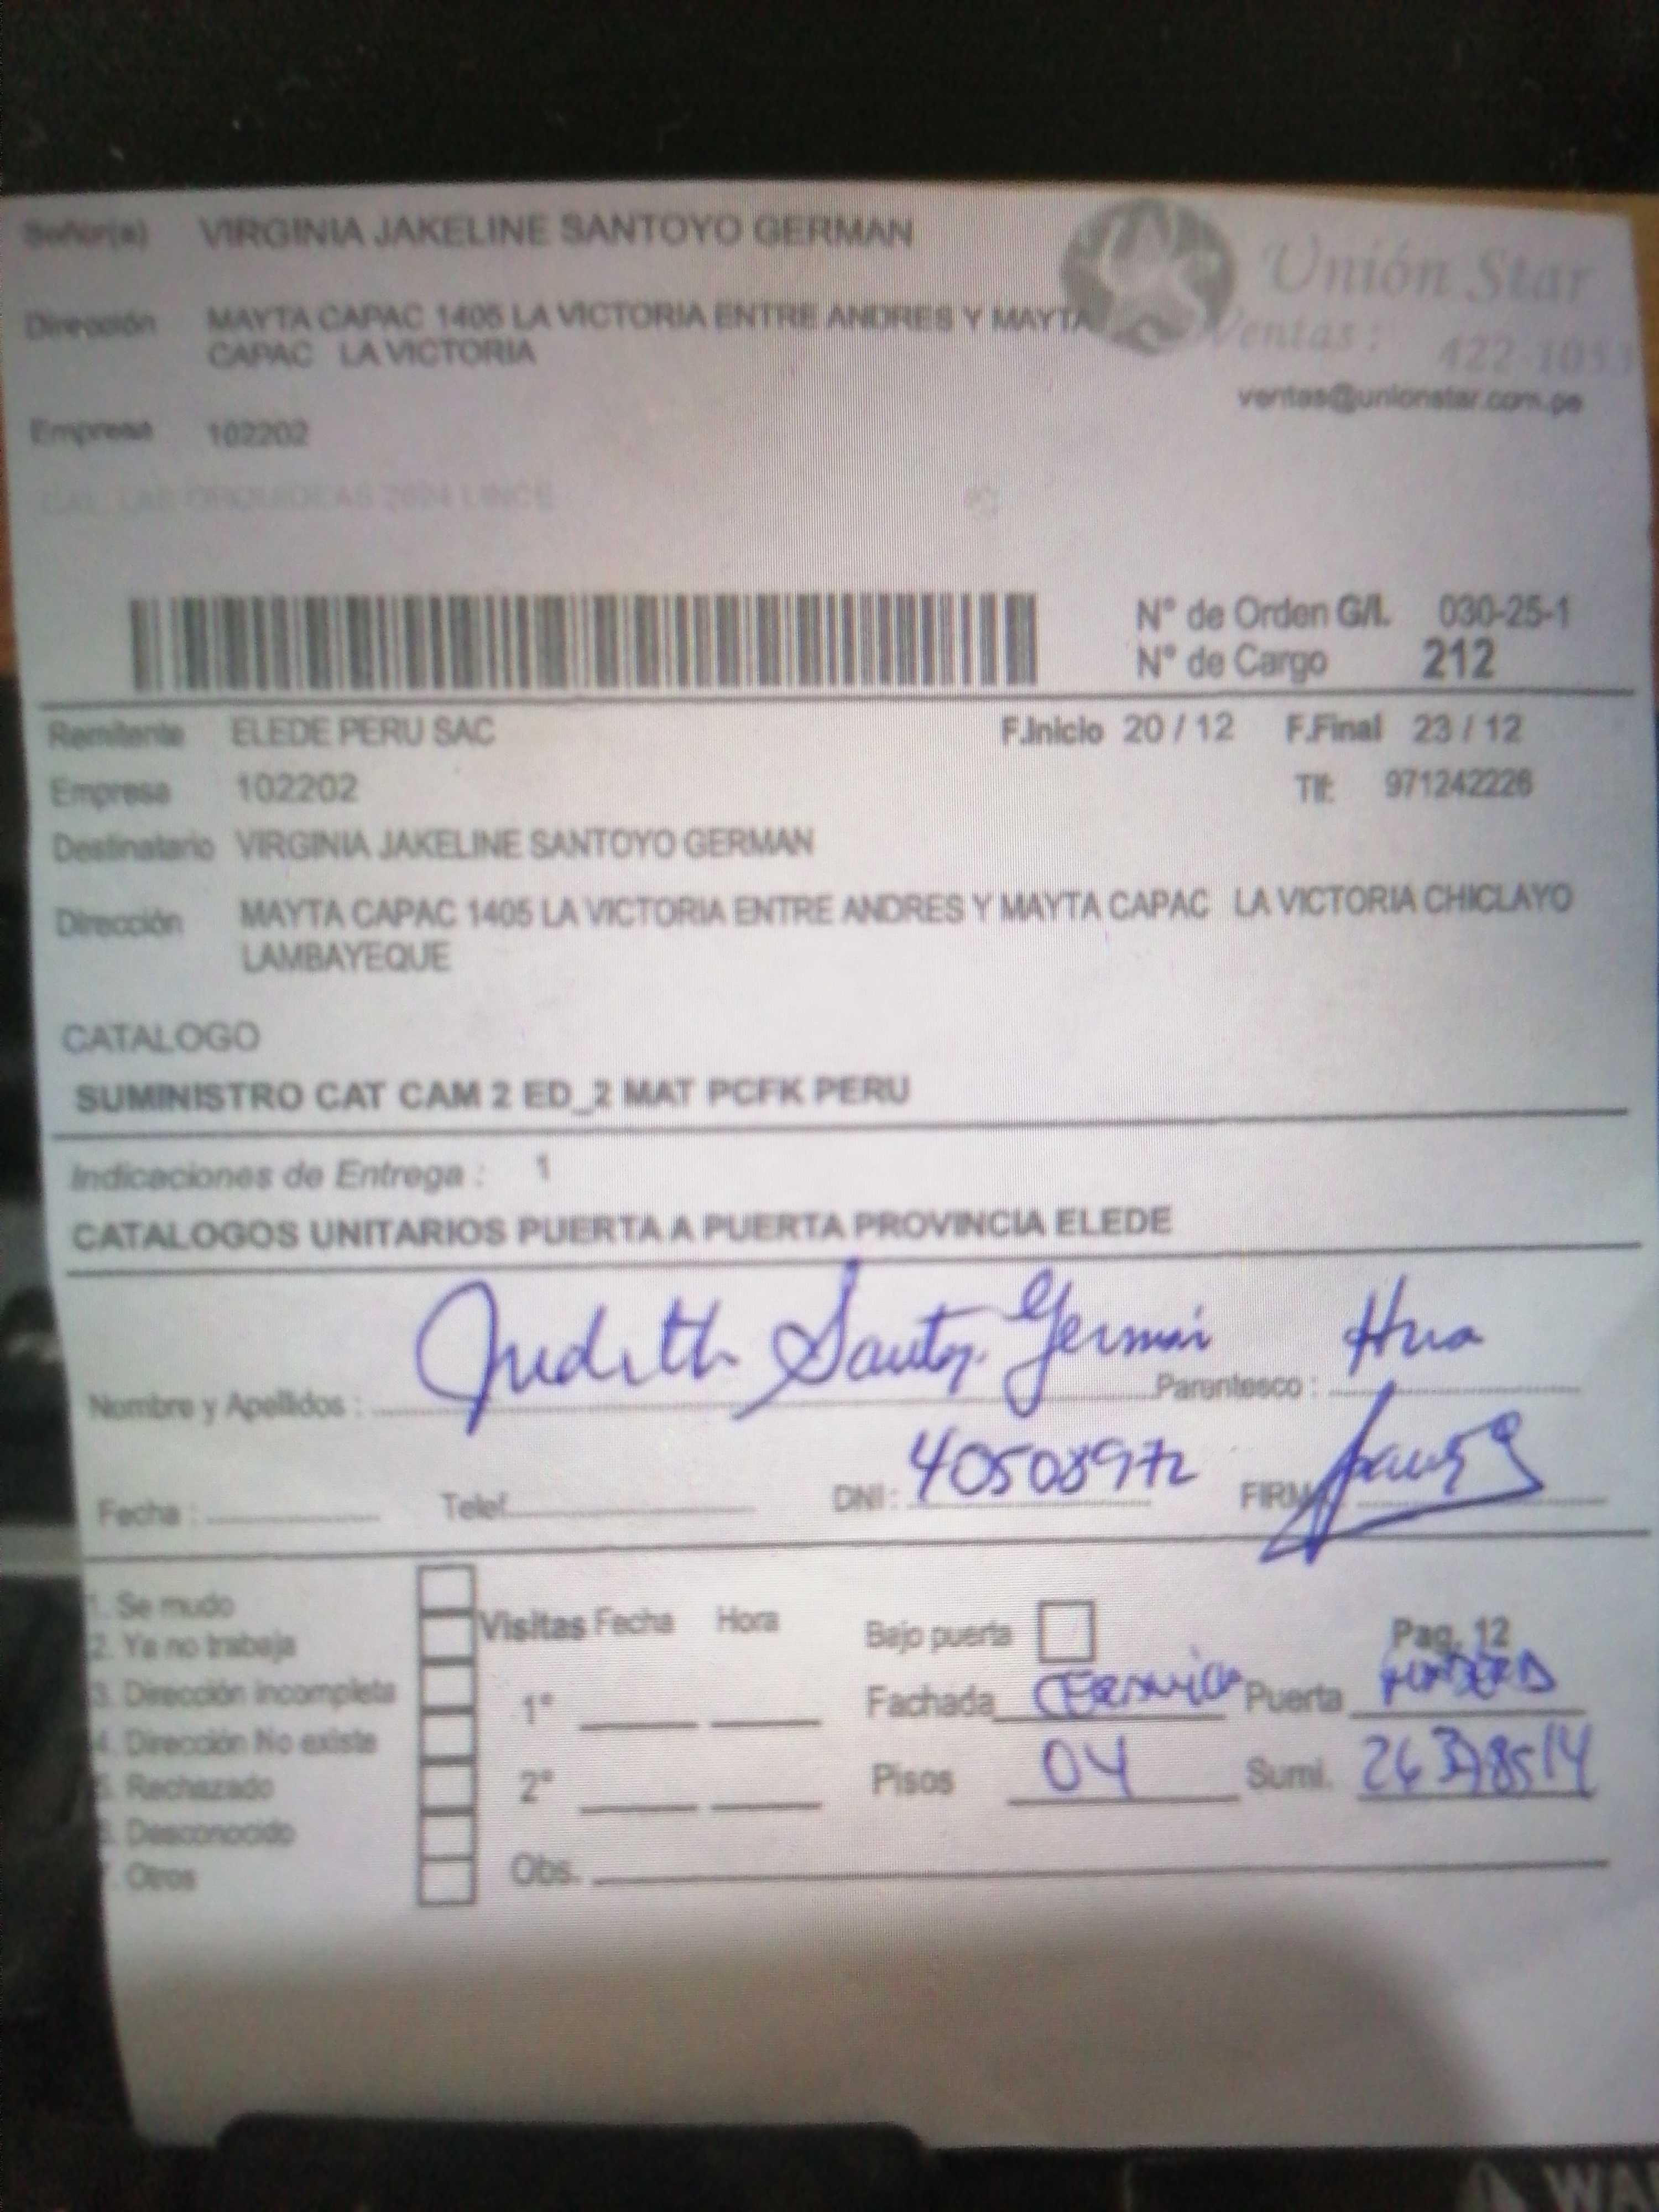 Señor(a) VIRGINIA JAKELINE SANTOYO GERMAN
Unión Star
Dirección MAYTA CAPAC 1405 LA VICTORIA ENTRE ANDRES Y MAYTA
CAPAC LA VICTORIA
Ventas: 422-1053
ventas@unionstar.com.pe
Empresa 102202
CAL. LAS ORQUIDEAS 2694 LINCE
N° de Orden G/I. 030-25-1
N° de Cargo 212
Remitente ELEDE PERU SAC F.Inicio 20 / 12 F.Final 23 / 12
Empresa 102202 Tlf: 971242226
Destinatario VIRGINIA JAKELINE SANTOYO GERMAN
Dirección MAYTA CAPAC 1405 LA VICTORIA ENTRE ANDRES Y MAYTA CAPAC LA VICTORIA CHICLAYO
LAMBAYEQUE
CATALOGO
SUMINISTRO CAT CAM 2 ED_2 MAT PCFK PERU
Indicaciones de Entrega : 1
CATALOGOS UNITARIOS PUERTA A PUERTA PROVINCIA ELEDE
Nombre y Apellidos : Judith Santoy. German Parentesco : Hna
Fecha : Telef. DNI : 40508972 FIRMA
1. Se mudo
2. Ya no trabaja
3. Dirección incompleta
4. Dirección No existe
5. Rechazado
6. Desconocido
7. Otros
Visitas Fecha Hora
1°
2°
Obs.
Bajo puerta Pag. 12
Fachada Puerta
Pisos 04 Sumi.
WA